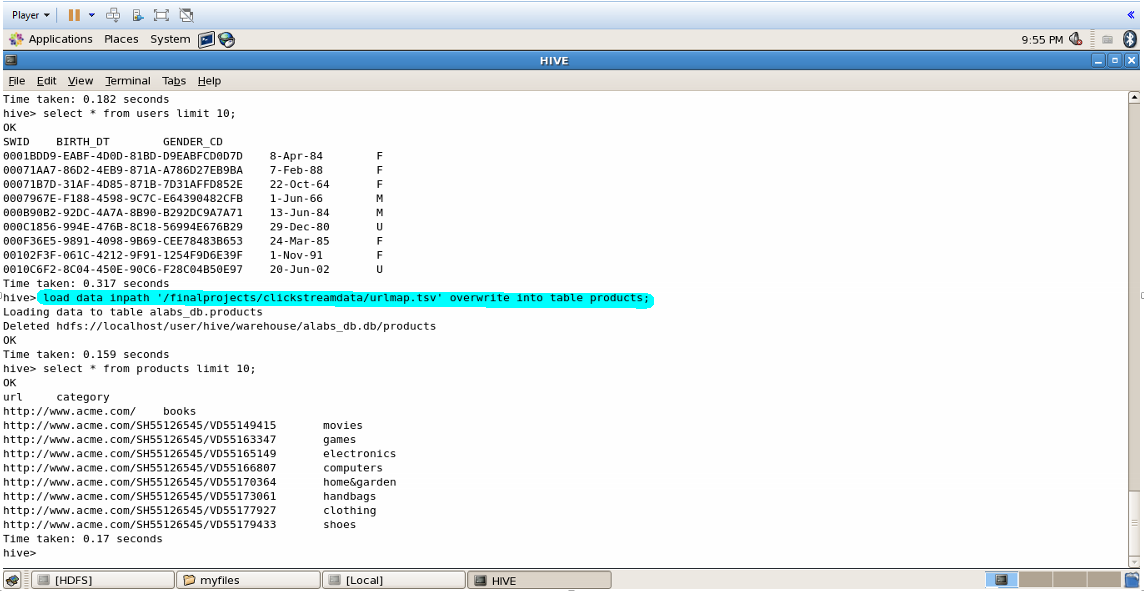 Player
Applications Places System 9:55 PM
HIVE
File Edit View Terminal Tabs Help
Time taken: 0.182 seconds
hive> select * from users limit 10;
OK
SWID BIRTH_DT GENDER_CD
0001BDD9-EABF-4D0D-81BD-D9EABFCD0D7D 8-Apr-84 F
00071AA7-86D2-4EB9-871A-A786D27EB9BA 7-Feb-88 F
00071B7D-31AF-4D85-871B-7D31AFFD852E 22-Oct-64 F
0007967E-F188-4598-9C7C-E64390482CFB 1-Jun-66 M
000B90B2-92DC-4A7A-8B90-B292DC9A7A71 13-Jun-84 M
000C1856-994E-476B-8C18-56994E676B29 29-Dec-80 U
000F36E5-9891-4098-9B69-CEE78483B653 24-Mar-85 F
00102F3F-061C-4212-9F91-1254F9D6E39F 1-Nov-91 F
0010C6F2-8C04-450E-90C6-F28C04B50E97 20-Jun-02 U
Time taken: 0.317 seconds
hive> load data inpath '/finalprojects/clickstreamdata/urlmap.tsv' overwrite into table products;
Loading data to table alabs_db.products
Deleted hdfs://localhost/user/hive/warehouse/alabs_db.db/products
OK
Time taken: 0.159 seconds
hive> select * from products limit 10;
OK
url category
http://www.acme.com/ books
http://www.acme.com/SH55126545/VD55149415 movies
http://www.acme.com/SH55126545/VD55163347 games
http://www.acme.com/SH55126545/VD55165149 electronics
http://www.acme.com/SH55126545/VD55166807 computers
http://www.acme.com/SH55126545/VD55170364 home&garden
http://www.acme.com/SH55126545/VD55173061 handbags
http://www.acme.com/SH55126545/VD55177927 clothing
http://www.acme.com/SH55126545/VD55179433 shoes
Time taken: 0.17 seconds
hive>
[HDFS] myfiles [Local] HIVE